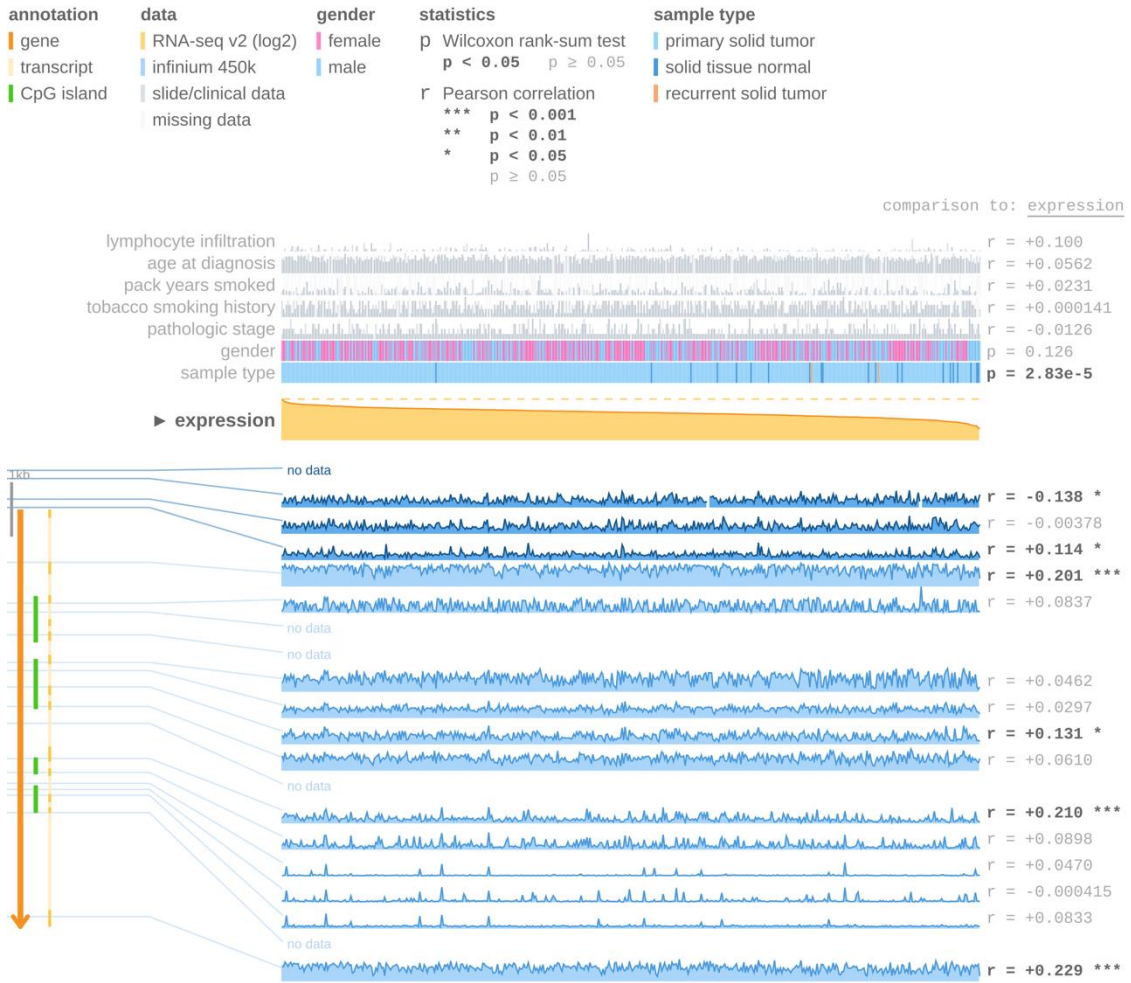 annotation data gender statistics sample type
gene RNA-seq v2 (log2) female p Wilcoxon rank-sum test primary solid tumor
transcript infinium 450k male p < 0.05 p ≥ 0.05 solid tissue normal
CpG island slide/clinical data r Pearson correlation recurrent solid tumor
missing data *** p < 0.001
** p < 0.01
* p < 0.05
p ≥ 0.05
comparison to: expression
lymphocyte infiltration r = +0.100
age at diagnosis r = +0.0562
pack years smoked r = +0.0231
tobacco smoking history r = +0.000141
pathologic stage r = -0.0126
gender p = 0.126
sample type p = 2.83e-5
► expression
1kb no data
r = -0.138 *
r = -0.00378
r = +0.114 *
r = +0.201 ***
r = +0.0837
no data
no data
r = +0.0462
r = +0.0297
r = +0.131 *
r = +0.0610
no data
r = +0.210 ***
r = +0.0898
r = +0.0470
r = -0.000415
r = +0.0833
no data
r = +0.229 ***